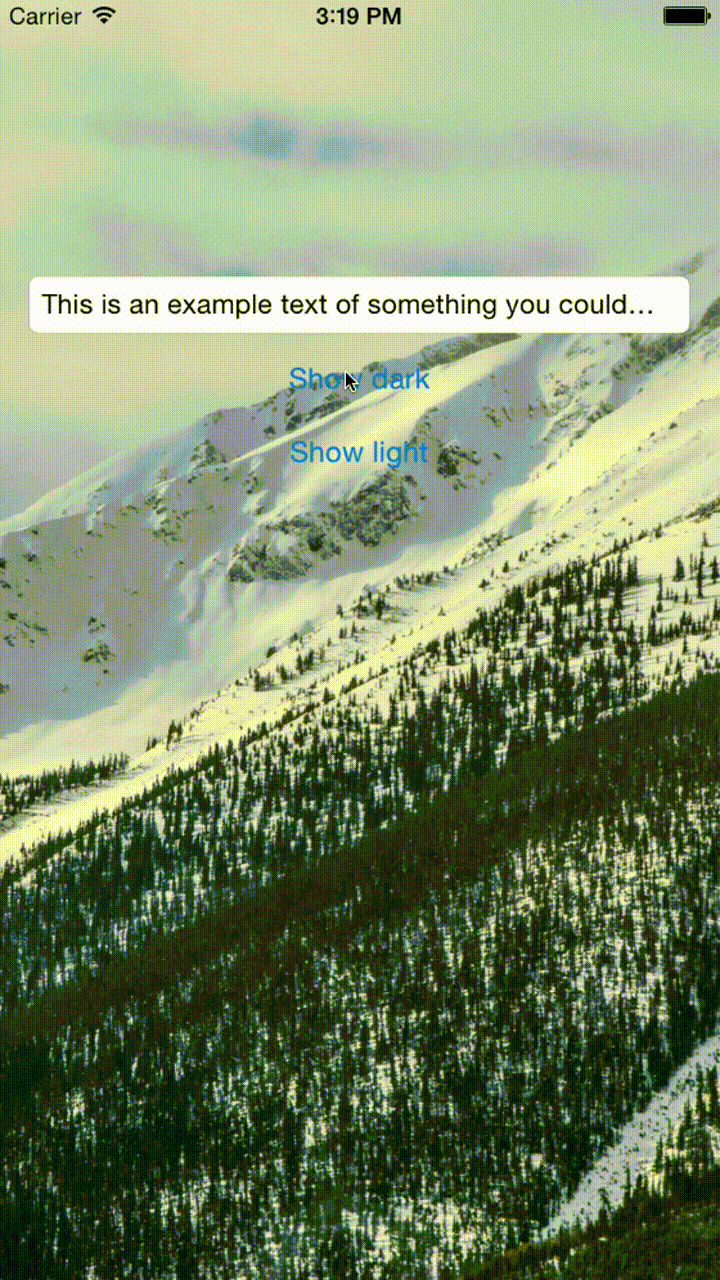 Carrier 3:19 PM
This is an example text of something you could...
Show dark
Show light